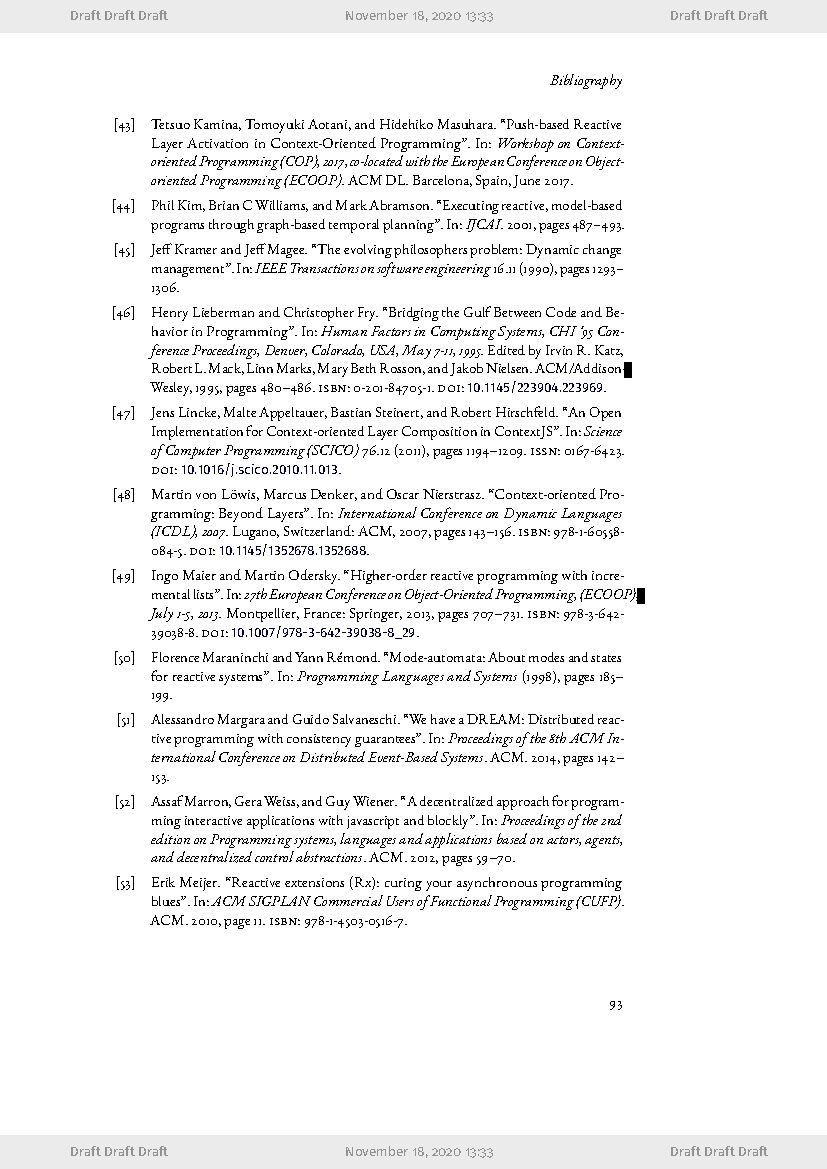 Draft Draft Draft November 18, 2020 13:33 Draft Draft Draft
Bibliography
[43] Tetsuo Kamina, Tomoyuki Aotani, and Hidehiko Masuhara. “Push-based Reactive
Layer Activation in Context-Oriented Programming”. In: Workshop on Context-
oriented Programming (COP), 2017, co-located with the European Conference on Object-
oriented Programming (ECOOP). ACM DL. Barcelona, Spain, June 2017.
[44] Phil Kim, Brian C Williams, and Mark Abramson. “Executing reactive, model-based
programs through graph-based temporal planning”. In: IJCAI. 2001, pages 487–493.
[45] Jeff Kramer and Jeff Magee. “The evolving philosophers problem: Dynamic change
management”. In: IEEE Transactions on software engineering 16.11 (1990), pages 1293–
1306.
[46] Henry Lieberman and Christopher Fry. “Bridging the Gulf Between Code and Be-
havior in Programming”. In: Human Factors in Computing Systems, CHI ’95 Con-
ference Proceedings, Denver, Colorado, USA, May 7-11, 1995. Edited by Irvin R. Katz,
Robert L. Mack, Linn Marks, Mary Beth Rosson, and Jakob Nielsen. ACM/Addison-
Wesley, 1995, pages 480–486. ISBN: 0-201-84705-1. DOI: 10.1145/223904.223969.
[47] Jens Lincke, Malte Appeltauer, Bastian Steinert, and Robert Hirschfeld. “An Open
Implementation for Context-oriented Layer Composition in ContextJS”. In: Science
of Computer Programming (SCICO) 76.12 (2011), pages 1194–1209. ISSN: 0167-6423.
DOI: 10.1016/j.scico.2010.11.013.
[48] Martin von Löwis, Marcus Denker, and Oscar Nierstrasz. “Context-oriented Pro-
gramming: Beyond Layers”. In: International Conference on Dynamic Languages
(ICDL), 2007. Lugano, Switzerland: ACM, 2007, pages 143–156. ISBN: 978-1-60558-
084-5. DOI: 10.1145/1352678.1352688.
[49] Ingo Maier and Martin Odersky. “Higher-order reactive programming with incre-
mental lists”. In: 27th European Conference on Object-Oriented Programming, (ECOOP),
July 1-5, 2013. Montpellier, France: Springer, 2013, pages 707–731. ISBN: 978-3-642-
39038-8. DOI: 10.1007/978-3-642-39038-8_29.
[50] Florence Maraninchi and Yann Rémond. “Mode-automata: About modes and states
for reactive systems”. In: Programming Languages and Systems (1998), pages 185–
199.
[51] Alessandro Margara and Guido Salvaneschi. “We have a DREAM: Distributed reac-
tive programming with consistency guarantees”. In: Proceedings of the 8th ACM In-
ternational Conference on Distributed Event-Based Systems. ACM. 2014, pages 142–
153.
[52] Assaf Marron, Gera Weiss, and Guy Wiener. “A decentralized approach for program-
ming interactive applications with javascript and blockly”. In: Proceedings of the 2nd
edition on Programming systems, languages and applications based on actors, agents,
and decentralized control abstractions. ACM. 2012, pages 59–70.
[53] Erik Meijer. “Reactive extensions (Rx): curing your asynchronous programming
blues”. In: ACM SIGPLAN Commercial Users of Functional Programming (CUFP).
ACM. 2010, page 11. ISBN: 978-1-4503-0516-7.
93
Draft Draft Draft November 18, 2020 13:33 Draft Draft Draft